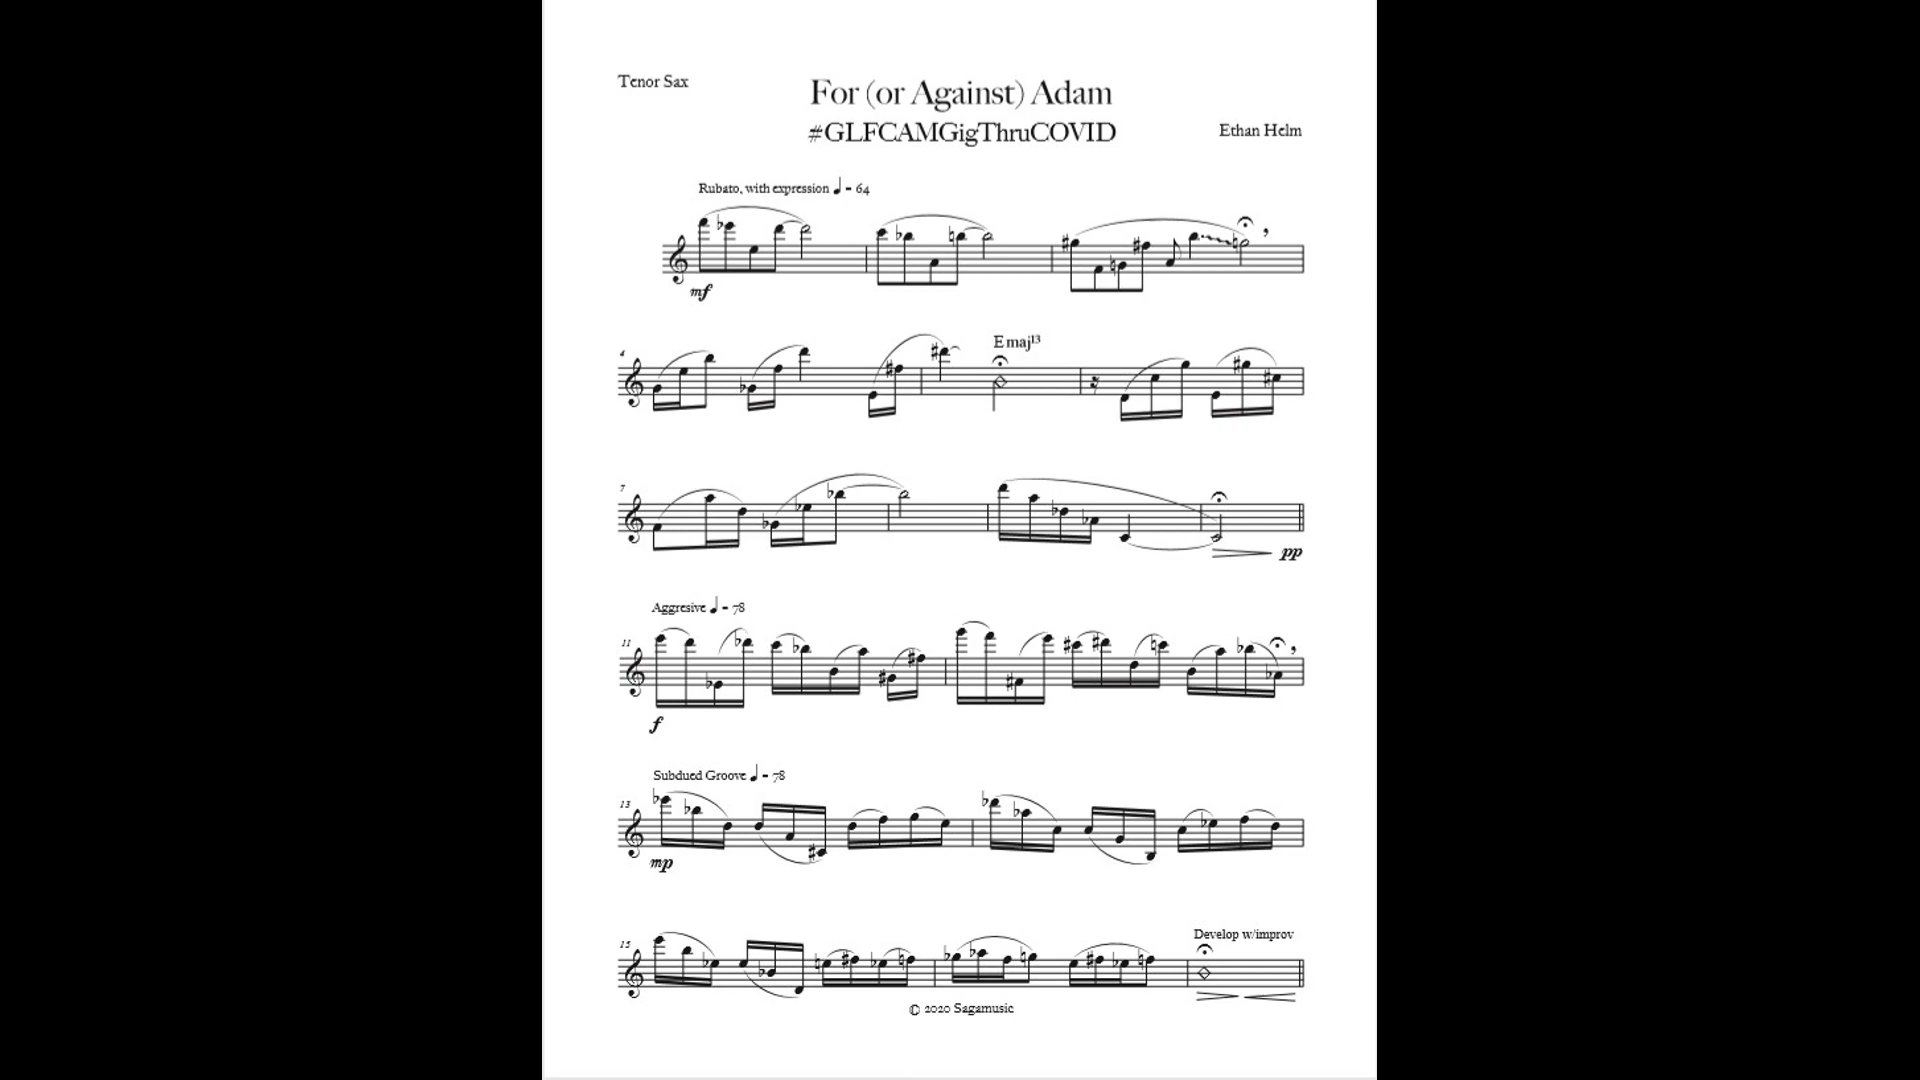 Tenor Sax
For (or Against) Adam
#GLFCAMGigThruCOVID
Ethan Helm
Rubato, with expression ♩ = 64
mf
4
E maj13
7
pp
Aggresive ♩ = 78
11
f
Subdued Groove ♩ = 78
13
mp
Develop w/improv
15
© 2020 Sagamusic